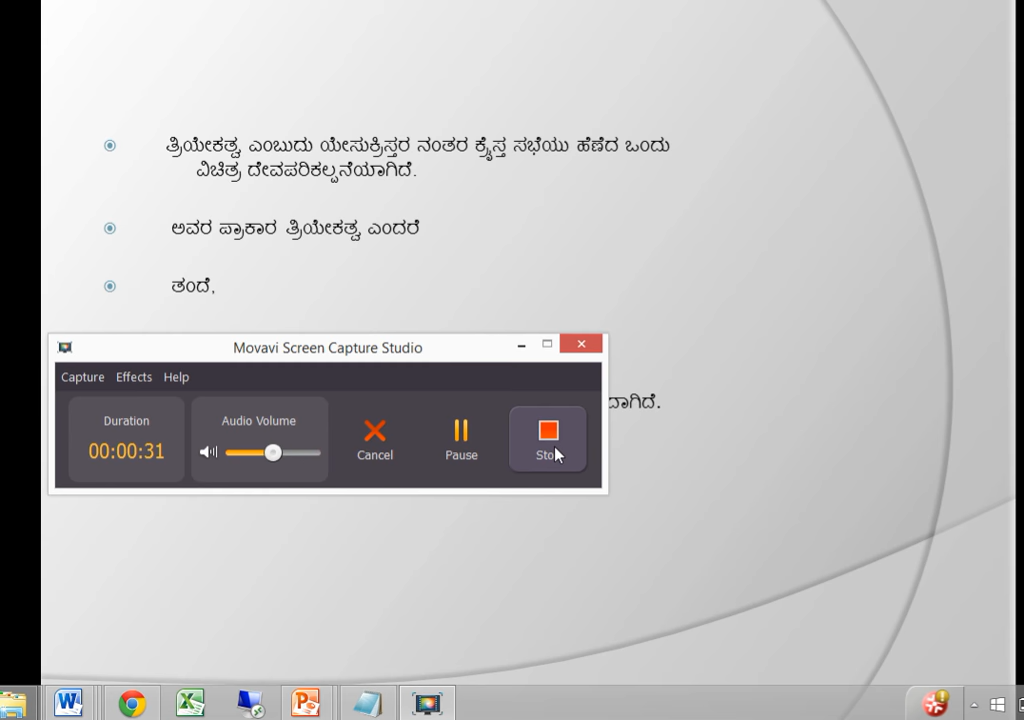 ತ್ರಿಯೇಕತ್ವ ಎಂಬುದು ಯೇಸುಕ್ರಿಸ್ತರ ನಂತರ ಕ್ರೈಸ್ತ ಸಭೆಯು ಹೆಣೆದ ಒಂದು
ವಿಚಿತ್ರ ದೇವಪರಿಕಲ್ಪನೆಯಾಗಿದೆ.
ಅವರ ಪ್ರಾಕಾರ ತ್ರಿಯೇಕತ್ವ ಎಂದರೆ
ತಂದೆ,
Movavi Screen Capture Studio
Capture Effects Help
ದಾಗಿದೆ.
Duration
Audio Volume
00:00:31
Cancel
Pause